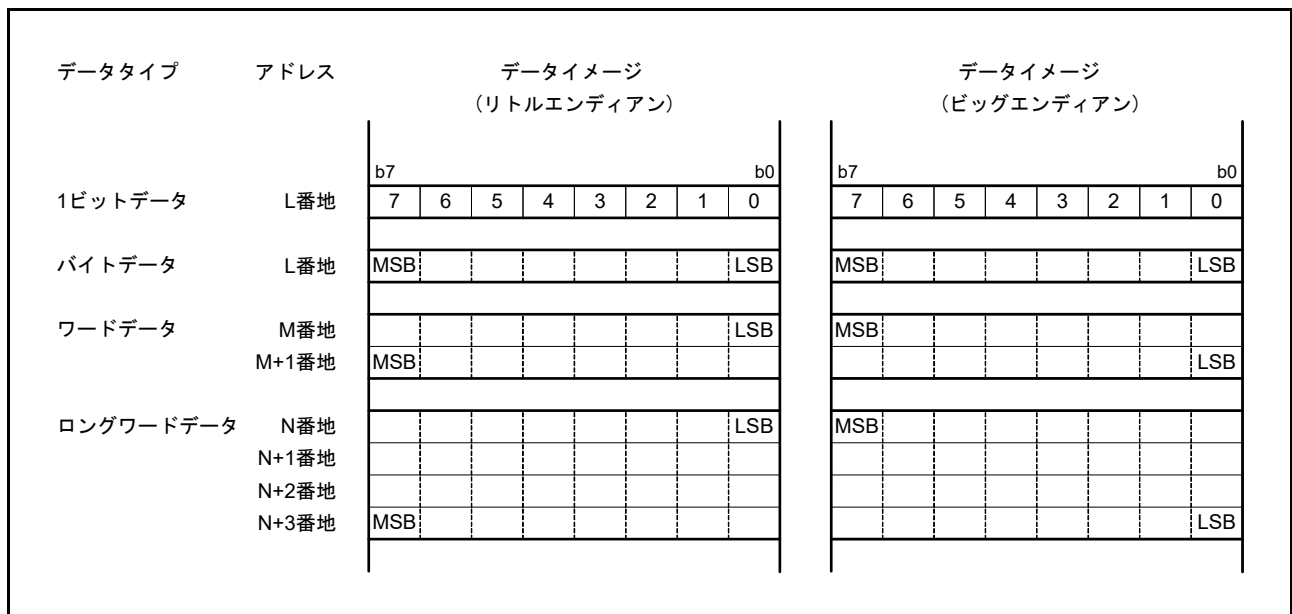 データタイプ アドレス データイメージ データイメージ
（リトルエンディアン） （ビッグエンディアン）
b7 b0 b7 b0
1ビットデータ L番地 7 6 5 4 3 2 1 0 7 6 5 4 3 2 1 0
バイトデータ L番地 MSB LSB MSB LSB
ワードデータ M番地 LSB MSB
M+1番地 MSB LSB
ロングワードデータ N番地 LSB MSB
N+1番地
N+2番地
N+3番地 MSB LSB